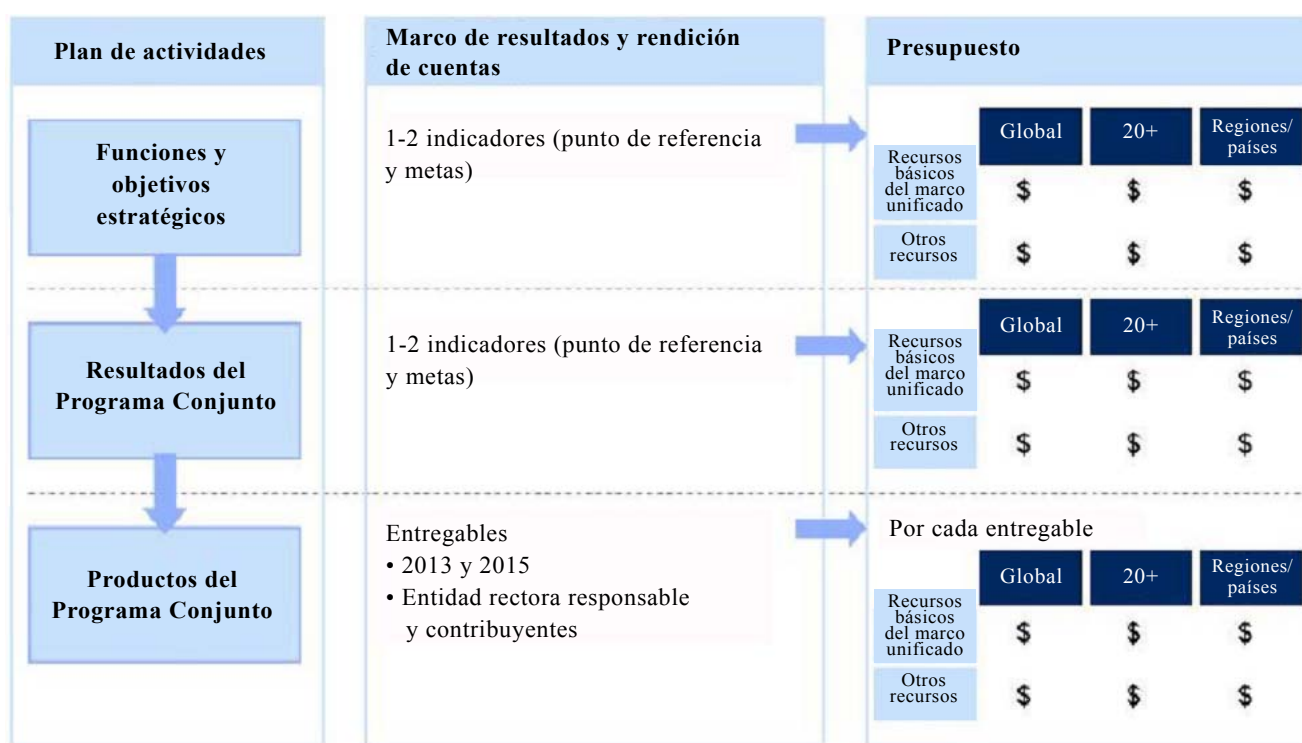 Plan de actividades
Marco de resultados y rendición
de cuentas
Presupuesto
Funciones y
objetivos
estratégicos
1-2 indicadores (punto de referencia
y metas)
Global
20+
Regiones/
países
Recursos
básicos
del marco
unificado
$
$
$
Otros
recursos
$
$
$
Resultados del
Programa Conjunto
1-2 indicadores (punto de referencia
y metas)
Global
20+
Regiones/
países
Recursos
básicos
del marco
unificado
$
$
$
Otros
recursos
$
$
$
Productos del
Programa Conjunto
Entregables
• 2013 y 2015
• Entidad rectora responsable
y contribuyentes
Por cada entregable
Global
20+
Regiones/
países
Recursos
básicos
del marco
unificado
$
$
$
Otros
recursos
$
$
$